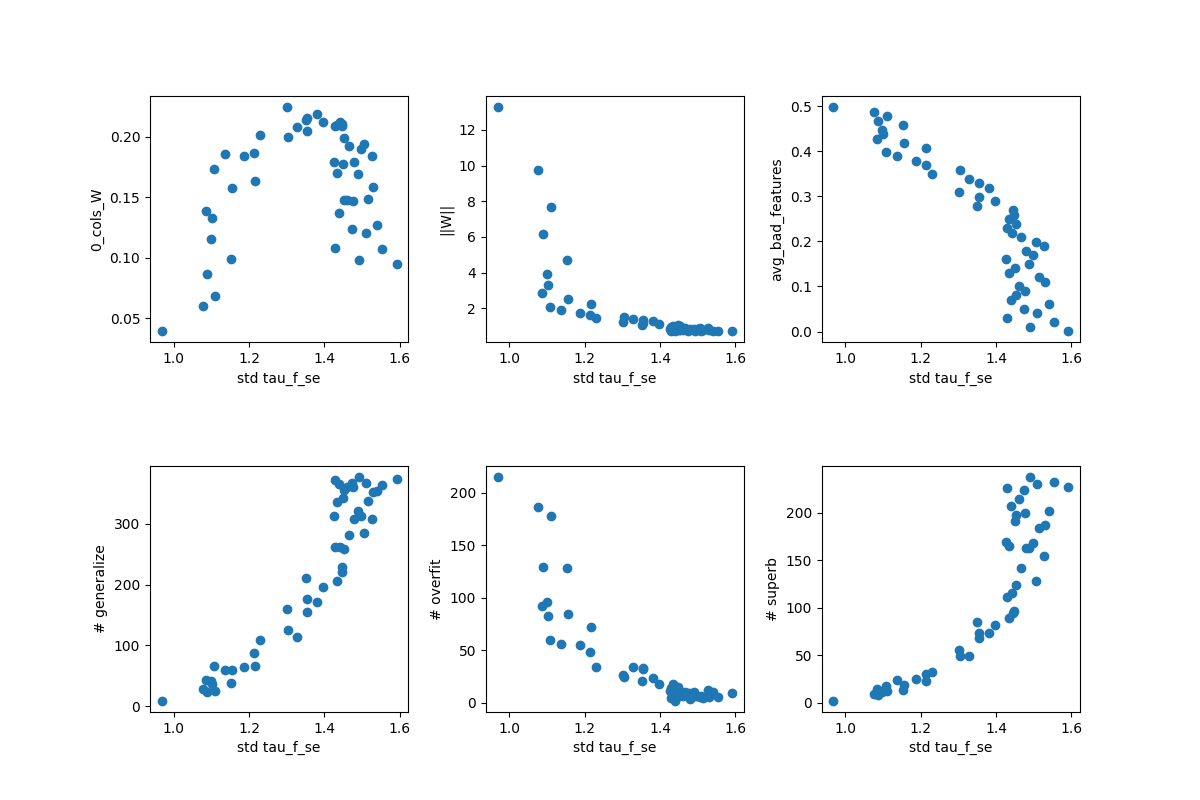 0_cols_W
0.20
0.15
0.10
0.05
1.0 1.2 1.4 1.6
std tau_f_se
||W||
12
10
8
6
4
2
1.0 1.2 1.4 1.6
std tau_f_se
avg_bad_features
0.5
0.4
0.3
0.2
0.1
0.0
1.0 1.2 1.4 1.6
std tau_f_se
# generalize
300
200
100
0
1.0 1.2 1.4 1.6
std tau_f_se
# overfit
200
150
100
50
0
1.0 1.2 1.4 1.6
std tau_f_se
# superb
200
150
100
50
0
1.0 1.2 1.4 1.6
std tau_f_se